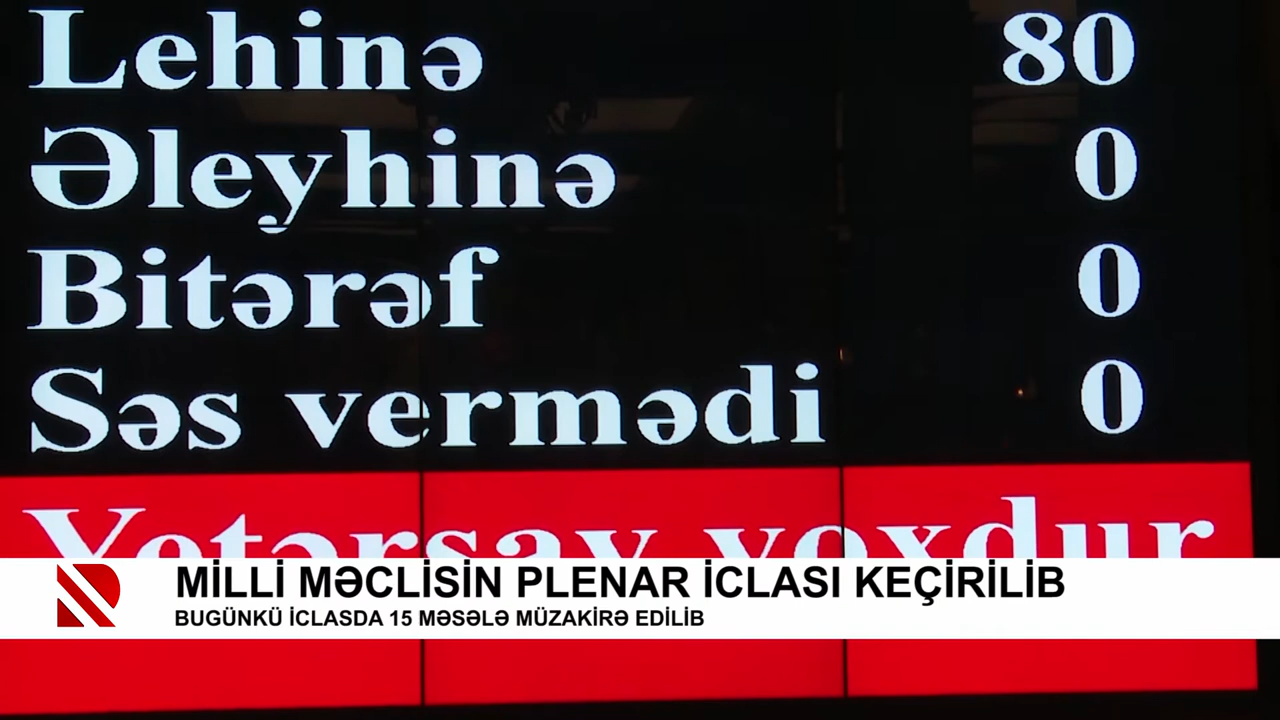 Lehinə 80
Əleyhinə 0
Bitərəf 0
Səs vermədi 0
Yetərsay yoxdur
MİLLİ MƏCLİSİN PLENAR İCLASI KEÇİRİLİB
BUGÜNKÜ İCLASDA 15 MƏSƏLƏ MÜZAKİRƏ EDİLİB